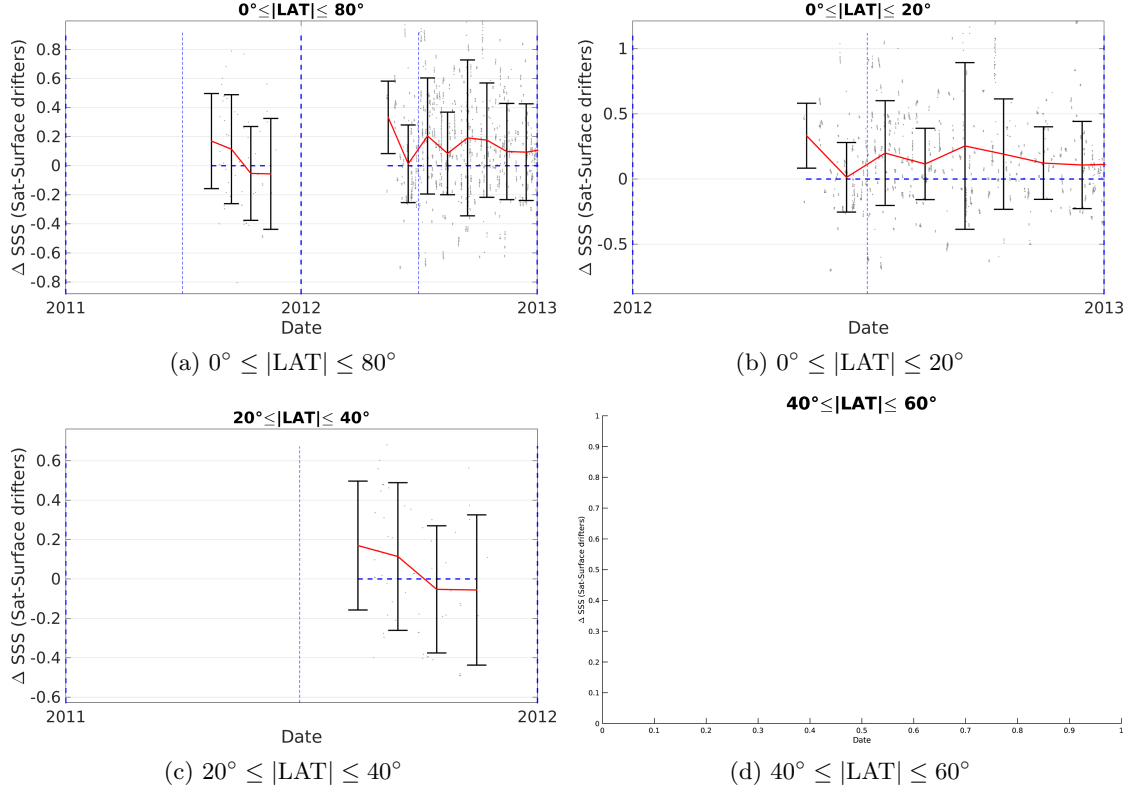 0°≤|LAT|≤ 80°
Δ SSS (Sat-Surface drifters)
0.8
0.6
0.4
0.2
0
-0.2
-0.4
-0.6
-0.8
2011 2012 2013
Date
(a) 0° ≤ |LAT| ≤ 80°
0°≤|LAT|≤ 20°
Δ SSS (Sat-Surface drifters)
1
0.5
0
-0.5
2012 2013
Date
(b) 0° ≤ |LAT| ≤ 20°
20°≤|LAT|≤ 40°
Δ SSS (Sat-Surface drifters)
0.6
0.4
0.2
0
-0.2
-0.4
-0.6
2011 2012
Date
(c) 20° ≤ |LAT| ≤ 40°
40°≤|LAT|≤ 60°
Δ SSS (Sat-Surface drifters)
1
0.9
0.8
0.7
0.6
0.5
0.4
0.3
0.2
0.1
0
0 0.1 0.2 0.3 0.4 0.5 0.6 0.7 0.8 0.9 1
Date
(d) 40° ≤ |LAT| ≤ 60°